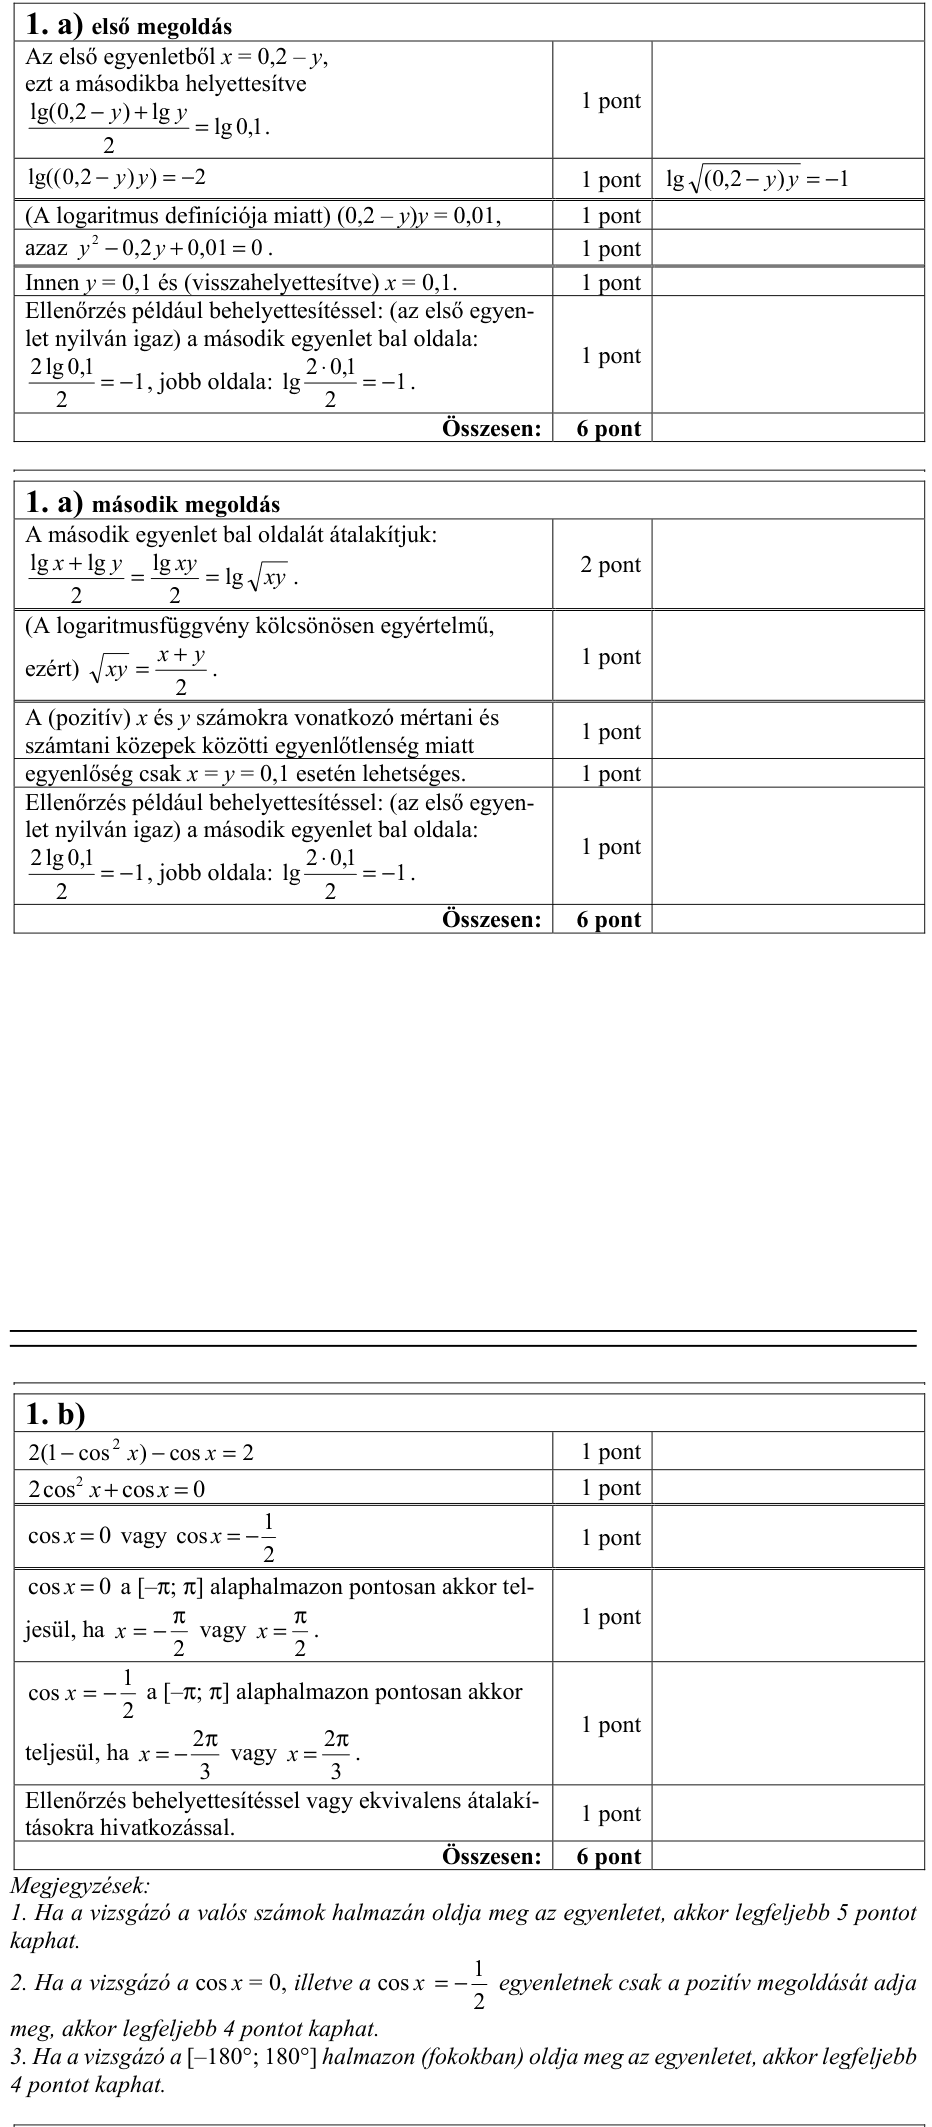 1. a) első megoldás
Az első egyenletből x = 0,2 – y,
ezt a másodikba helyettesítve
(lg(0,2 − y) + lg y)/2 = lg 0,1.
1 pont
lg((0,2 − y)y) = −2
1 pont
lg√((0,2 − y)y) = −1
(A logaritmus definíciója miatt) (0,2 – y)y = 0,01,
1 pont
azaz y² − 0,2y + 0,01 = 0.
1 pont
Innen y = 0,1 és (visszahelyettesítve) x = 0,1.
1 pont
Ellenőrzés például behelyettesítéssel: (az első egyen-
let nyilván igaz) a második egyenlet bal oldala:
(2 lg 0,1)/2 = −1, jobb oldala: lg (2·0,1)/2 = −1.
1 pont
Összesen: 6 pont
1. a) második megoldás
A második egyenlet bal oldalát átalakítjuk:
(lg x + lg y)/2 = (lg xy)/2 = lg√(xy).
2 pont
(A logaritmusfüggvény kölcsönösen egyértelmű,
ezért) √(xy) = (x + y)/2.
1 pont
A (pozitív) x és y számokra vonatkozó mértani és
számtani közepek közötti egyenlőtlenség miatt
1 pont
egyenlőség csak x = y = 0,1 esetén lehetséges.
1 pont
Ellenőrzés például behelyettesítéssel: (az első egyen-
let nyilván igaz) a második egyenlet bal oldala:
(2 lg 0,1)/2 = −1, jobb oldala: lg (2·0,1)/2 = −1.
1 pont
Összesen: 6 pont
1. b)
2(1 − cos² x) − cos x = 2
1 pont
2cos² x + cos x = 0
1 pont
cos x = 0 vagy cos x = −1/2
1 pont
cos x = 0 a [–π; π] alaphalmazon pontosan akkor tel-
jesül, ha x = −π/2 vagy x = π/2.
1 pont
cos x = −1/2 a [–π; π] alaphalmazon pontosan akkor
teljesül, ha x = −2π/3 vagy x = 2π/3.
1 pont
Ellenőrzés behelyettesítéssel vagy ekvivalens átalakí-
tásokra hivatkozással.
1 pont
Összesen: 6 pont
Megjegyzések:
1. Ha a vizsgázó a valós számok halmazán oldja meg az egyenletet, akkor legfeljebb 5 pontot
kaphat.
2. Ha a vizsgázó a cos x = 0, illetve a cos x = −1/2 egyenletnek csak a pozitív megoldását adja
meg, akkor legfeljebb 4 pontot kaphat.
3. Ha a vizsgázó a [–180°; 180°] halmazon (fokokban) oldja meg az egyenletet, akkor legfeljebb
4 pontot kaphat.